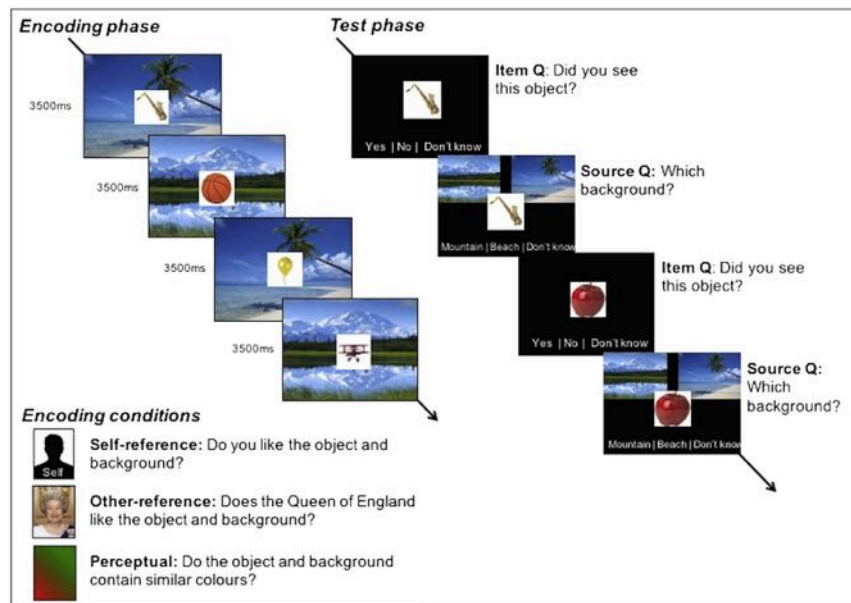 Encoding phase
3500ms
3500ms
3500ms
3500ms
Test phase
Item Q: Did you see
this object?
Yes | No | Don't know
Source Q: Which
background?
Mountain | Beach | Don't know
Item Q: Did you see
this object?
Yes | No | Don't know
Source Q:
Which
background?
Mountain | Beach | Don't know
Encoding conditions
Self
Self-reference: Do you like the object and
background?
Other-reference: Does the Queen of England
like the object and background?
Perceptual: Do the object and background
contain similar colours?